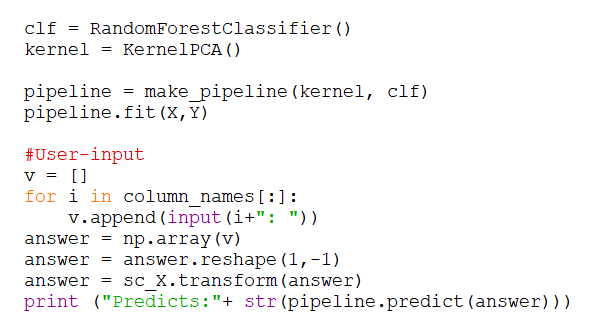 clf = RandomForestClassifier()
kernel = KernelPCA()
pipeline = make_pipeline(kernel, clf)
pipeline.fit(X,Y)
#User-input
v = []
for i in column_names[:]:
    v.append(input(i+": "))
answer = np.array(v)
answer = answer.reshape(1,-1)
answer = sc_X.transform(answer)
print ("Predicts:"+ str(pipeline.predict(answer)))